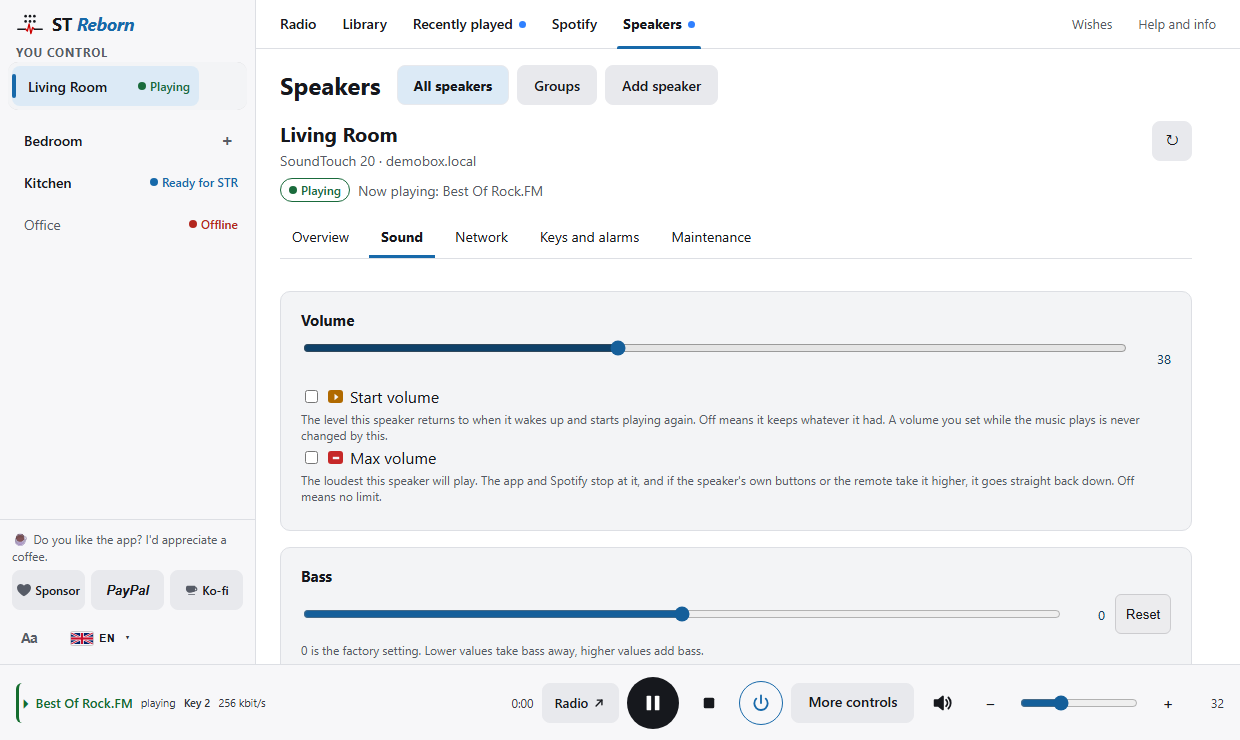 ST Reborn
YOU CONTROL
Living Room
Playing
Bedroom
+
Kitchen
Ready for STR
Office
Offline
Do you like the app? I'd appreciate a
coffee.
Sponsor
PayPal
Ko-fi
Aa
EN
Radio
Library
Recently played
Spotify
Speakers
Wishes
Help and info
Speakers
All speakers
Groups
Add speaker
Living Room
SoundTouch 20 · demobox.local
Playing
Now playing: Best Of Rock.FM
Overview
Sound
Network
Keys and alarms
Maintenance
Volume
38
Start volume
The level this speaker returns to when it wakes up and starts playing again. Off means it keeps whatever it had. A volume you set while the music plays is never
changed by this.
Max volume
The loudest this speaker will play. The app and Spotify stop at it, and if the speaker's own buttons or the remote take it higher, it goes straight back down. Off
means no limit.
Bass
0
Reset
0 is the factory setting. Lower values take bass away, higher values add bass.
Best Of Rock.FM
playing
Key 2
256 kbit/s
0:00
Radio ↗
More controls
−
+
32